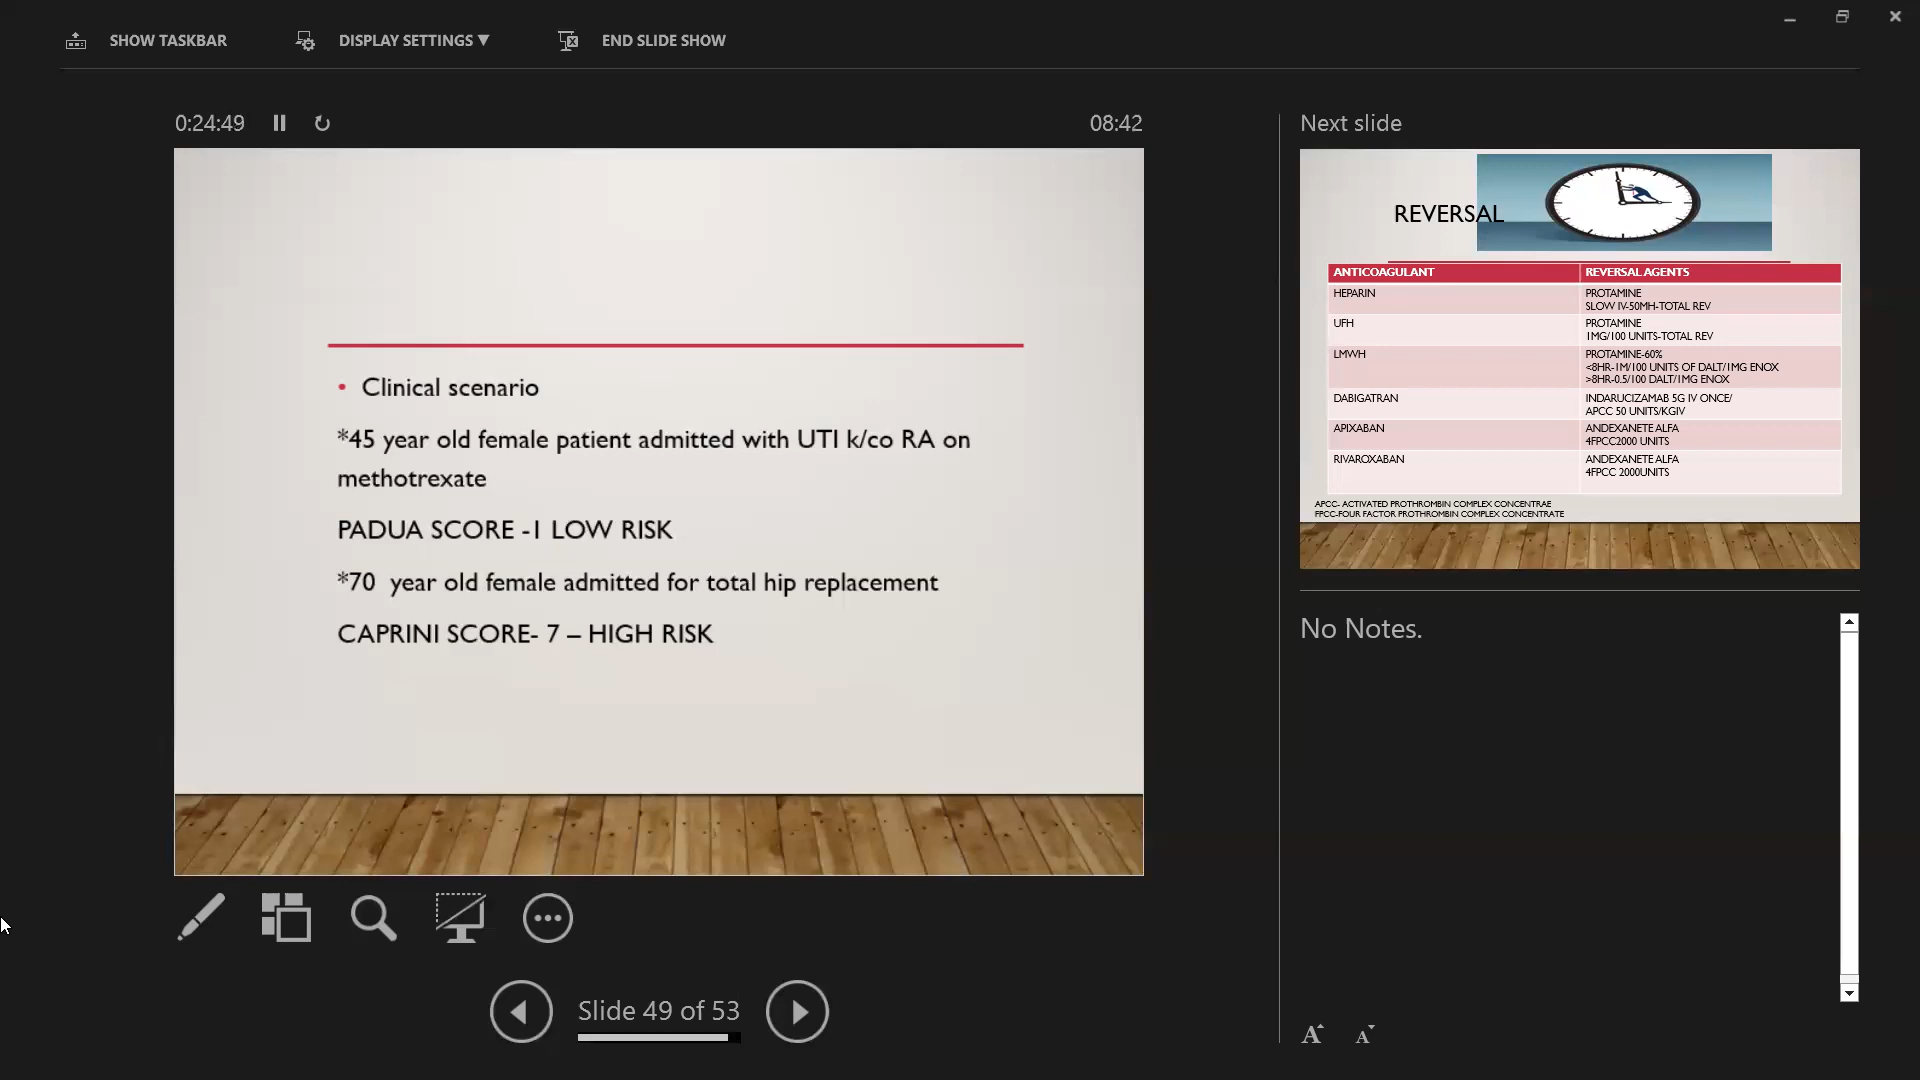 SHOW TASKBAR
DISPLAY SETTINGS ▼
END SLIDE SHOW
0:24:49
08:42
• Clinical scenario
*45 year old female patient admitted with UTI k/co RA on
methotrexate
PADUA SCORE -1 LOW RISK
*70 year old female admitted for total hip replacement
CAPRINI SCORE- 7 – HIGH RISK
Slide 49 of 53
Next slide
REVERSAL
ANTICOAGULANT REVERSAL AGENTS
HEPARIN PROTAMINE
SLOW IV-50MH-TOTAL REV
UFH PROTAMINE
1MG/100 UNITS-TOTAL REV
LMWH PROTAMINE-60%
<8HR-1M/100 UNITS OF DALT/1MG ENOX
>8HR-0.5/100 DALT/1MG ENOX
DABIGATRAN INDARUCIZAMAB 5G IV ONCE/
APCC 50 UNITS/KGIV
APIXABAN ANDEXANETE ALFA
4FPCC2000 UNITS
RIVAROXABAN ANDEXANETE ALFA
4FPCC 2000UNITS
APCC- ACTIVATED PROTHROMBIN COMPLEX CONCENTRAE
FPCC-FOUR FACTOR PROTHROMBIN COMPLEX CONCENTRATE
No Notes.
A A